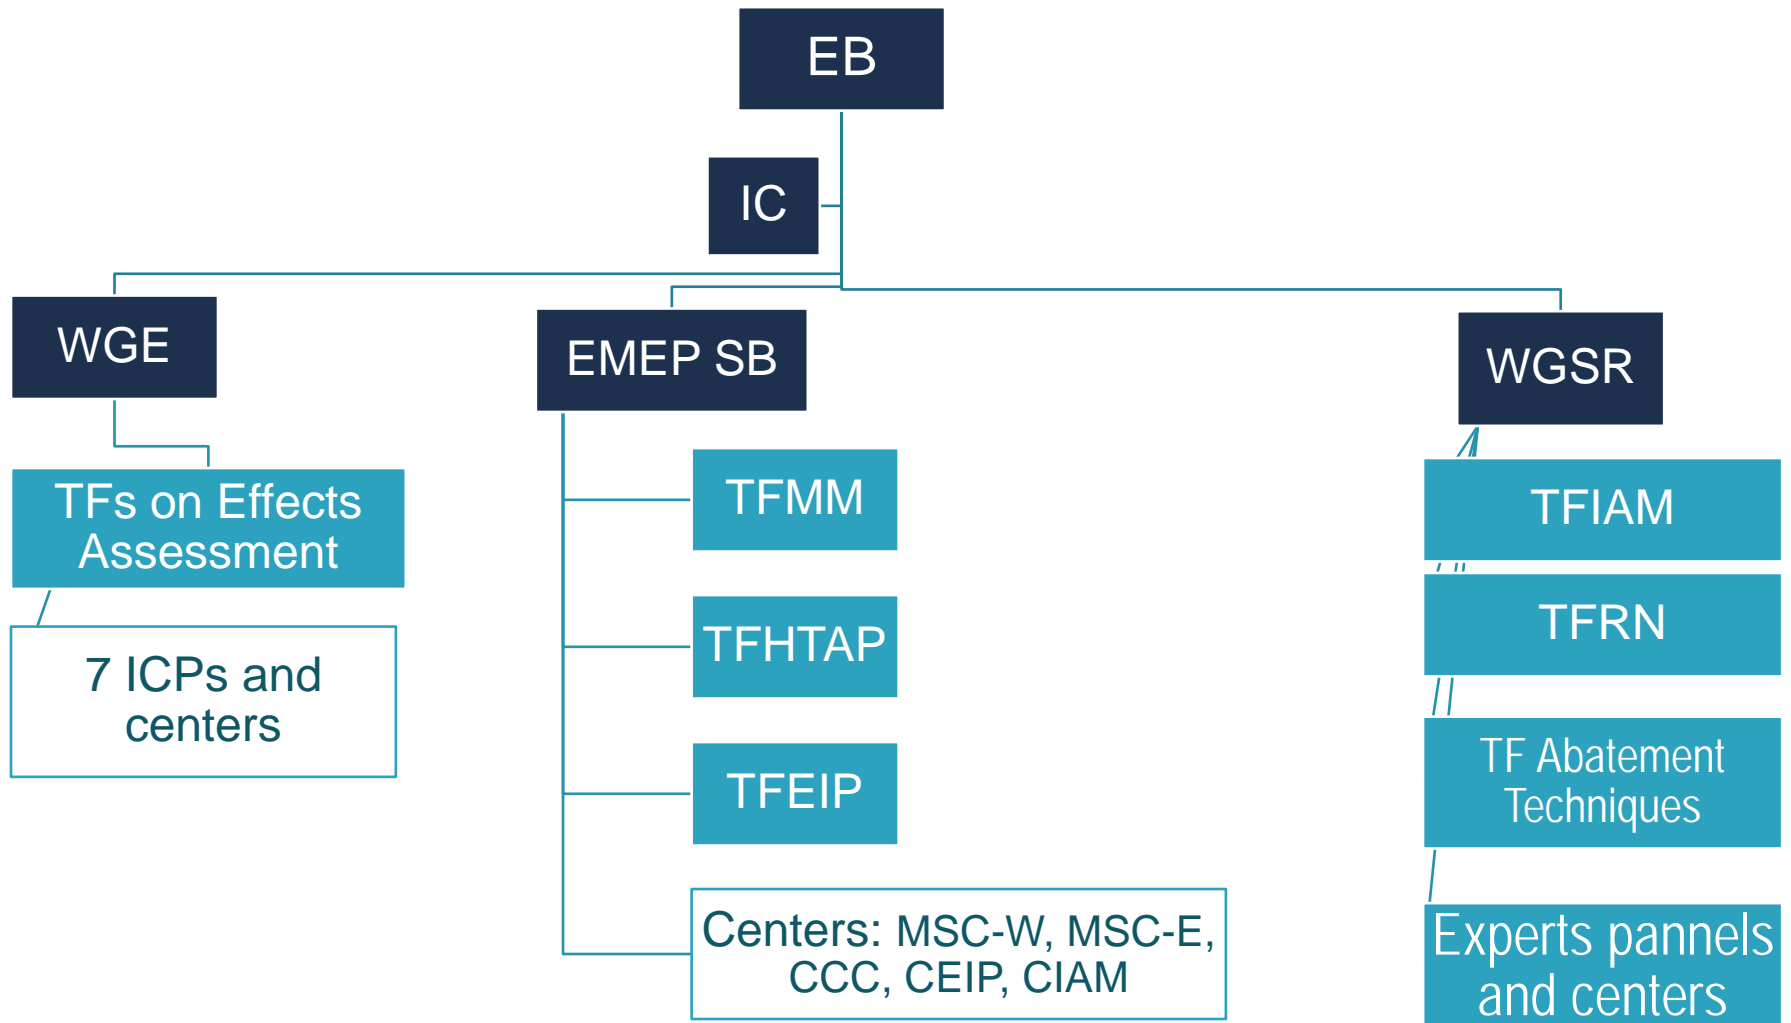 EB
IC
WGE
EMEP SB
WGSR
TFs on Effects
Assessment
7 ICPs and
centers
TFMM
TFHTAP
TFEIP
Centers: MSC-W, MSC-E,
CCC, CEIP, CIAM
TFIAM
TFRN
TF Abatement
Techniques
Experts pannels
and centers